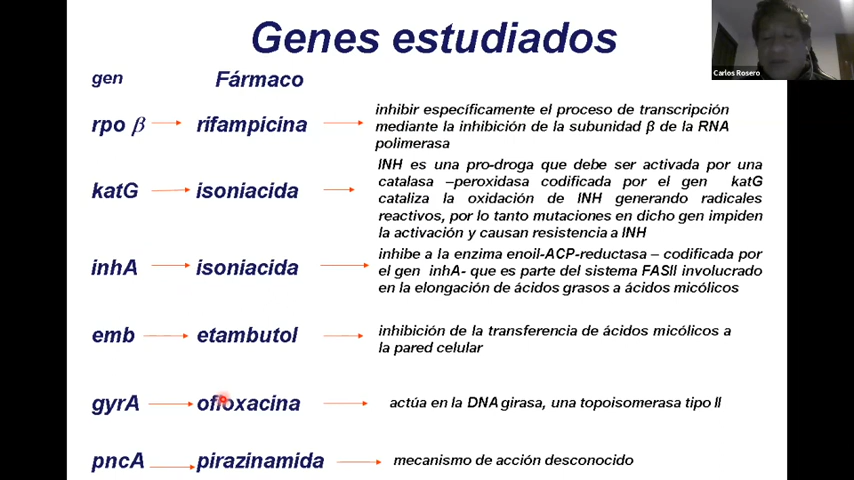 Genes estudiados
Carlos Rosero
gen Fármaco
rpo β rifampicina
inhibir específicamente el proceso de transcripción
mediante la inhibición de la subunidad β de la RNA
polimerasa
katG isoniacida
INH es una pro-droga que debe ser activada por una
catalasa –peroxidasa codificada por el gen katG
cataliza la oxidación de INH generando radicales
reactivos, por lo tanto mutaciones en dicho gen impiden
la activación y causan resistencia a INH
inhA isoniacida
inhibe a la enzima enoil-ACP-reductasa – codificada por
el gen inhA- que es parte del sistema FASII involucrado
en la elongación de ácidos grasos a ácidos micólicos
emb etambutol
inhibición de la transferencia de ácidos micólicos a
la pared celular
gyrA ofloxacina
actúa en la DNA girasa, una topoisomerasa tipo II
pncA pirazinamida
mecanismo de acción desconocido